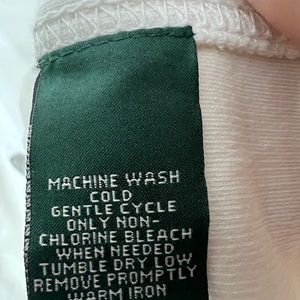 MACHINE WASH
COLD
GENTLE CYCLE
ONLY NON-
CHLORINE BLEACH
WHEN NEEDED
TUMBLE DRY LOW
REMOVE PROMPTLY
WARM IRON